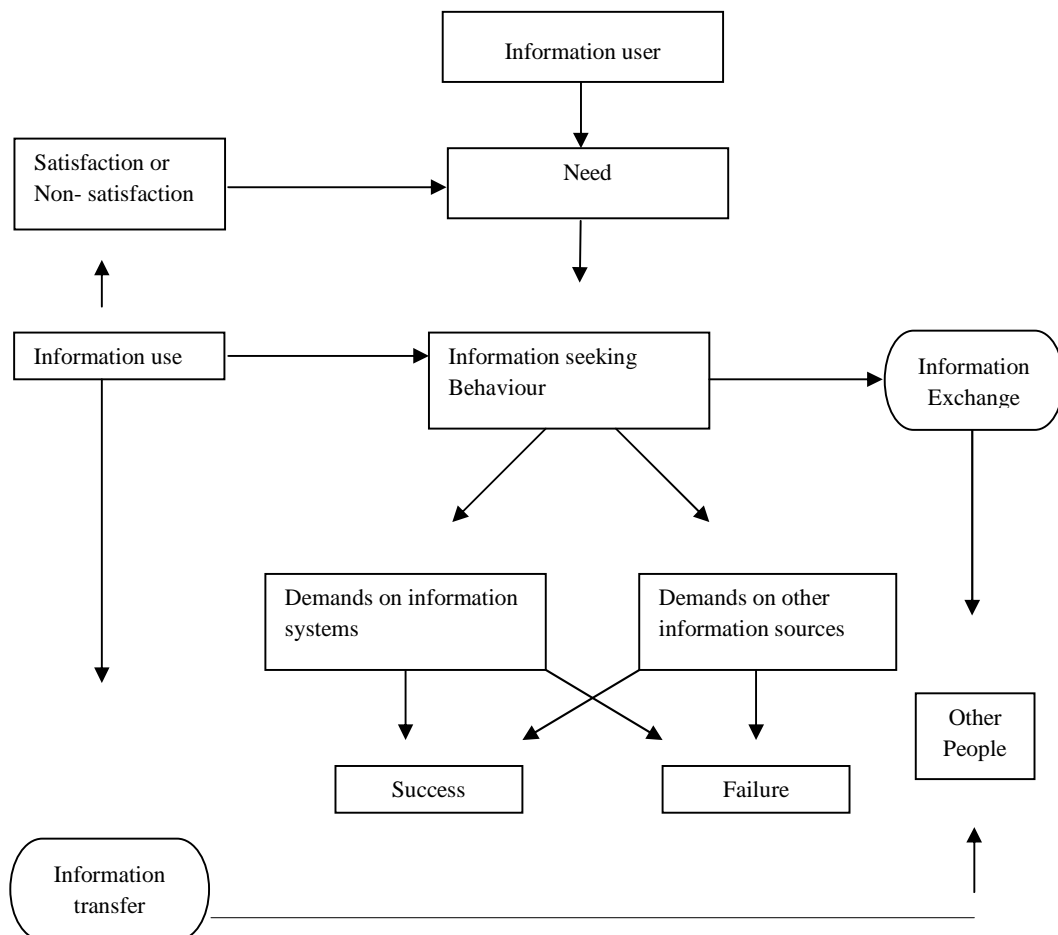 Information user
Satisfaction or
Non- satisfaction
Need
Information use
Information seeking
Behaviour
Information
Exchange
Demands on information
systems
Demands on other
information sources
Other
People
Success
Failure
Information
transfer